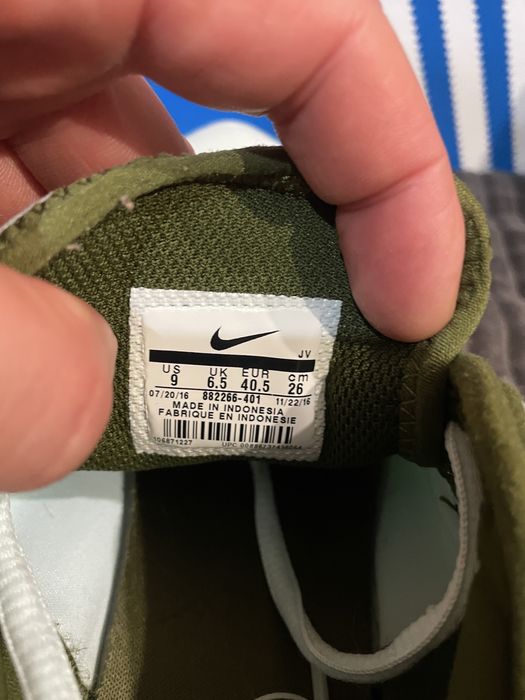 JV
US UK EUR cm
9 6.5 40.5 26
07/20/16 882266-401 11/22/16
MADE IN INDONESIA
FABRIQUE EN INDONESIE
UPC